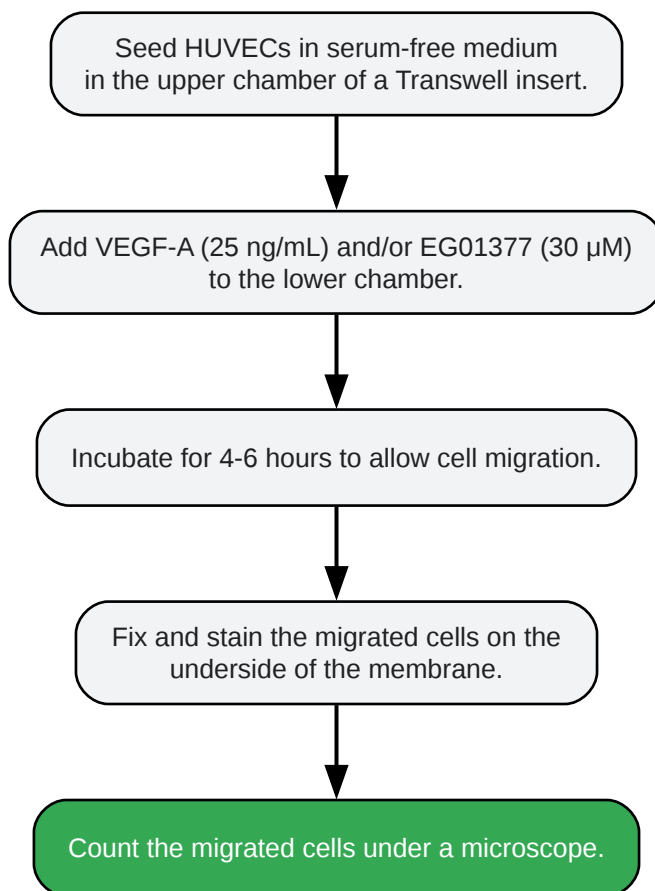 Seed HUVECs in serum-free medium
in the upper chamber of a Transwell insert.
Add VEGF-A (25 ng/mL) and/or EG01377 (30 μM)
to the lower chamber.
Incubate for 4-6 hours to allow cell migration.
Fix and stain the migrated cells on the
underside of the membrane.
Count the migrated cells under a microscope.